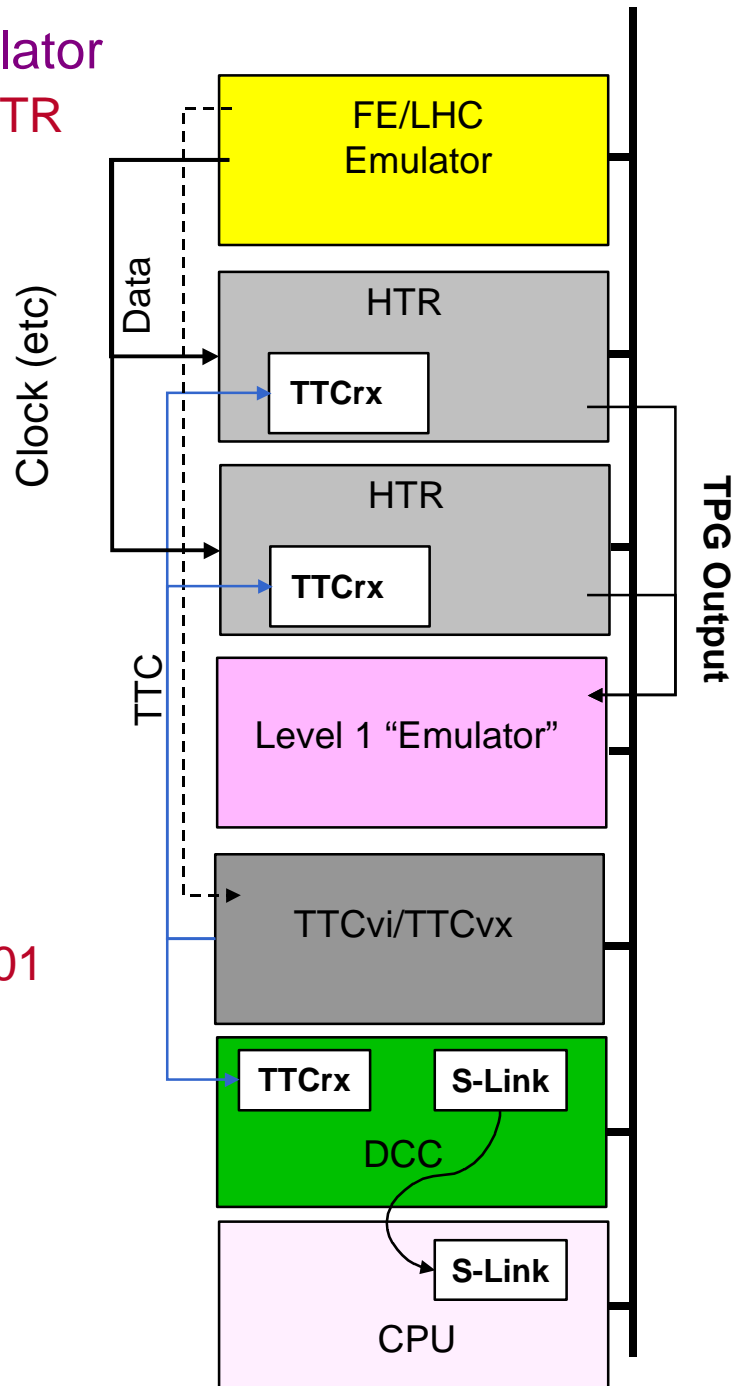 lator
TR
FE/LHC
Emulator
Data
Clock (etc)
HTR
TTCrx
HTR
TTCrx
TPG Output
TTC
Level 1 “Emulator”
TTCvi/TTCvx
01
TTCrx
S-Link
DCC
S-Link
CPU